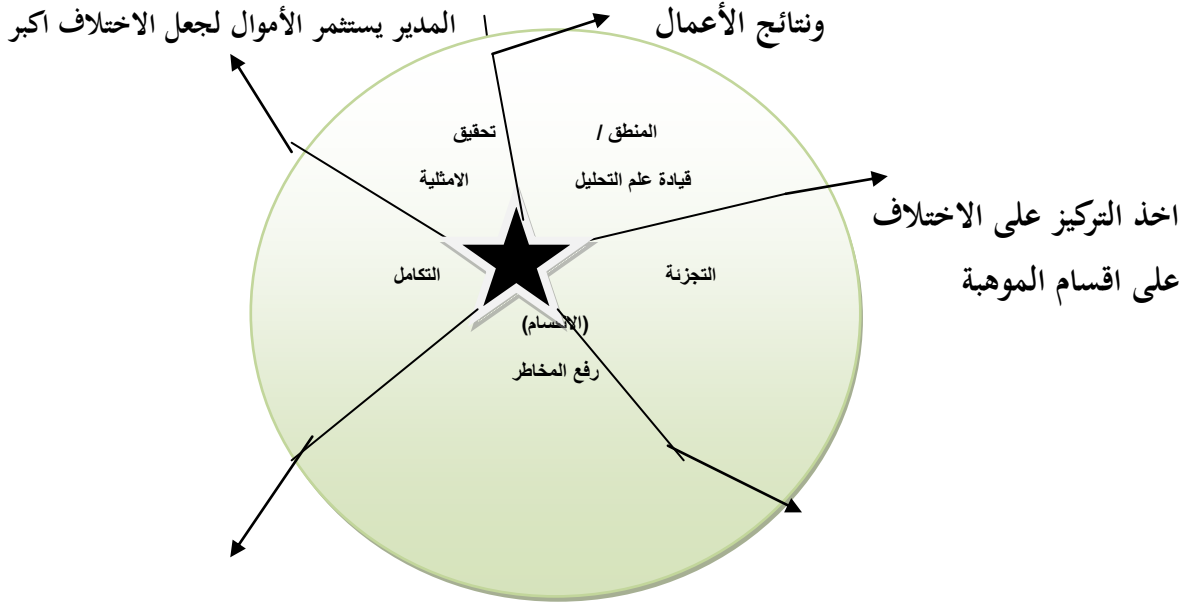 ونتائج الأعمال
المدير يستثمر الأموال لجعل الاختلاف اكبر
المنطق /
قيادة علم التحليل
تحقيق
الامثلية
اخذ التركيز على الاختلاف
على اقسام الموهبة
التجزئة
التكامل
(الانقسام)
رفع المخاطر